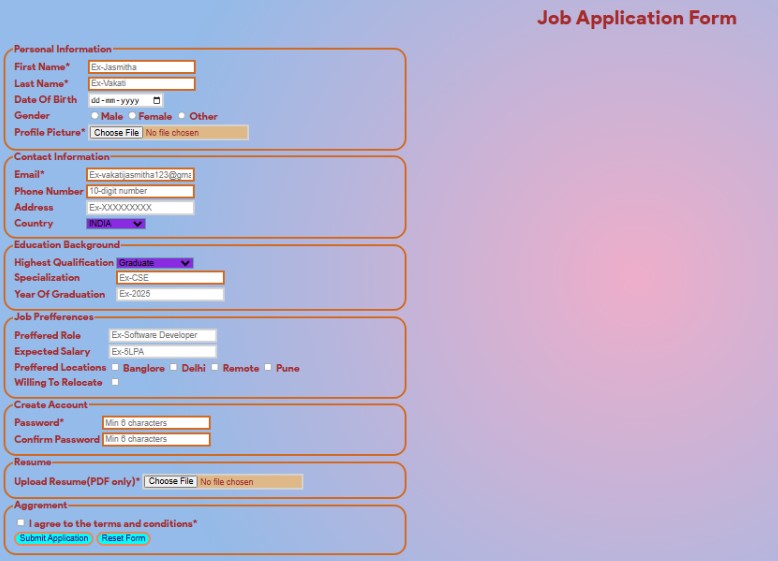 Job Application Form
Personal Information
First Name* Ex-Jasmitha
Last Name* Ex-Vakati
Date Of Birth dd-mm-yyyy
Gender Male Female Other
Profile Picture* Choose File No file chosen
Contact Information
Email* Ex-vakatijasmitha123@gma
Phone Number 10-digit number
Address Ex-XXXXXXXXX
Country INDIA
Education Background
Highest Qualification Graduate
Specialization Ex-CSE
Year Of Graduation Ex-2025
Job Prefferences
Preffered Role Ex-Software Developer
Expected Salary Ex-5LPA
Preffered Locations Banglore Delhi Remote Pune
Willing To Relocate
Create Account
Password* Min 6 characters
Confirm Password Min 6 characters
Resume
Upload Resume(PDF only)* Choose File No file chosen
Aggrement
I agree to the terms and conditions*
Submit Application Reset Form